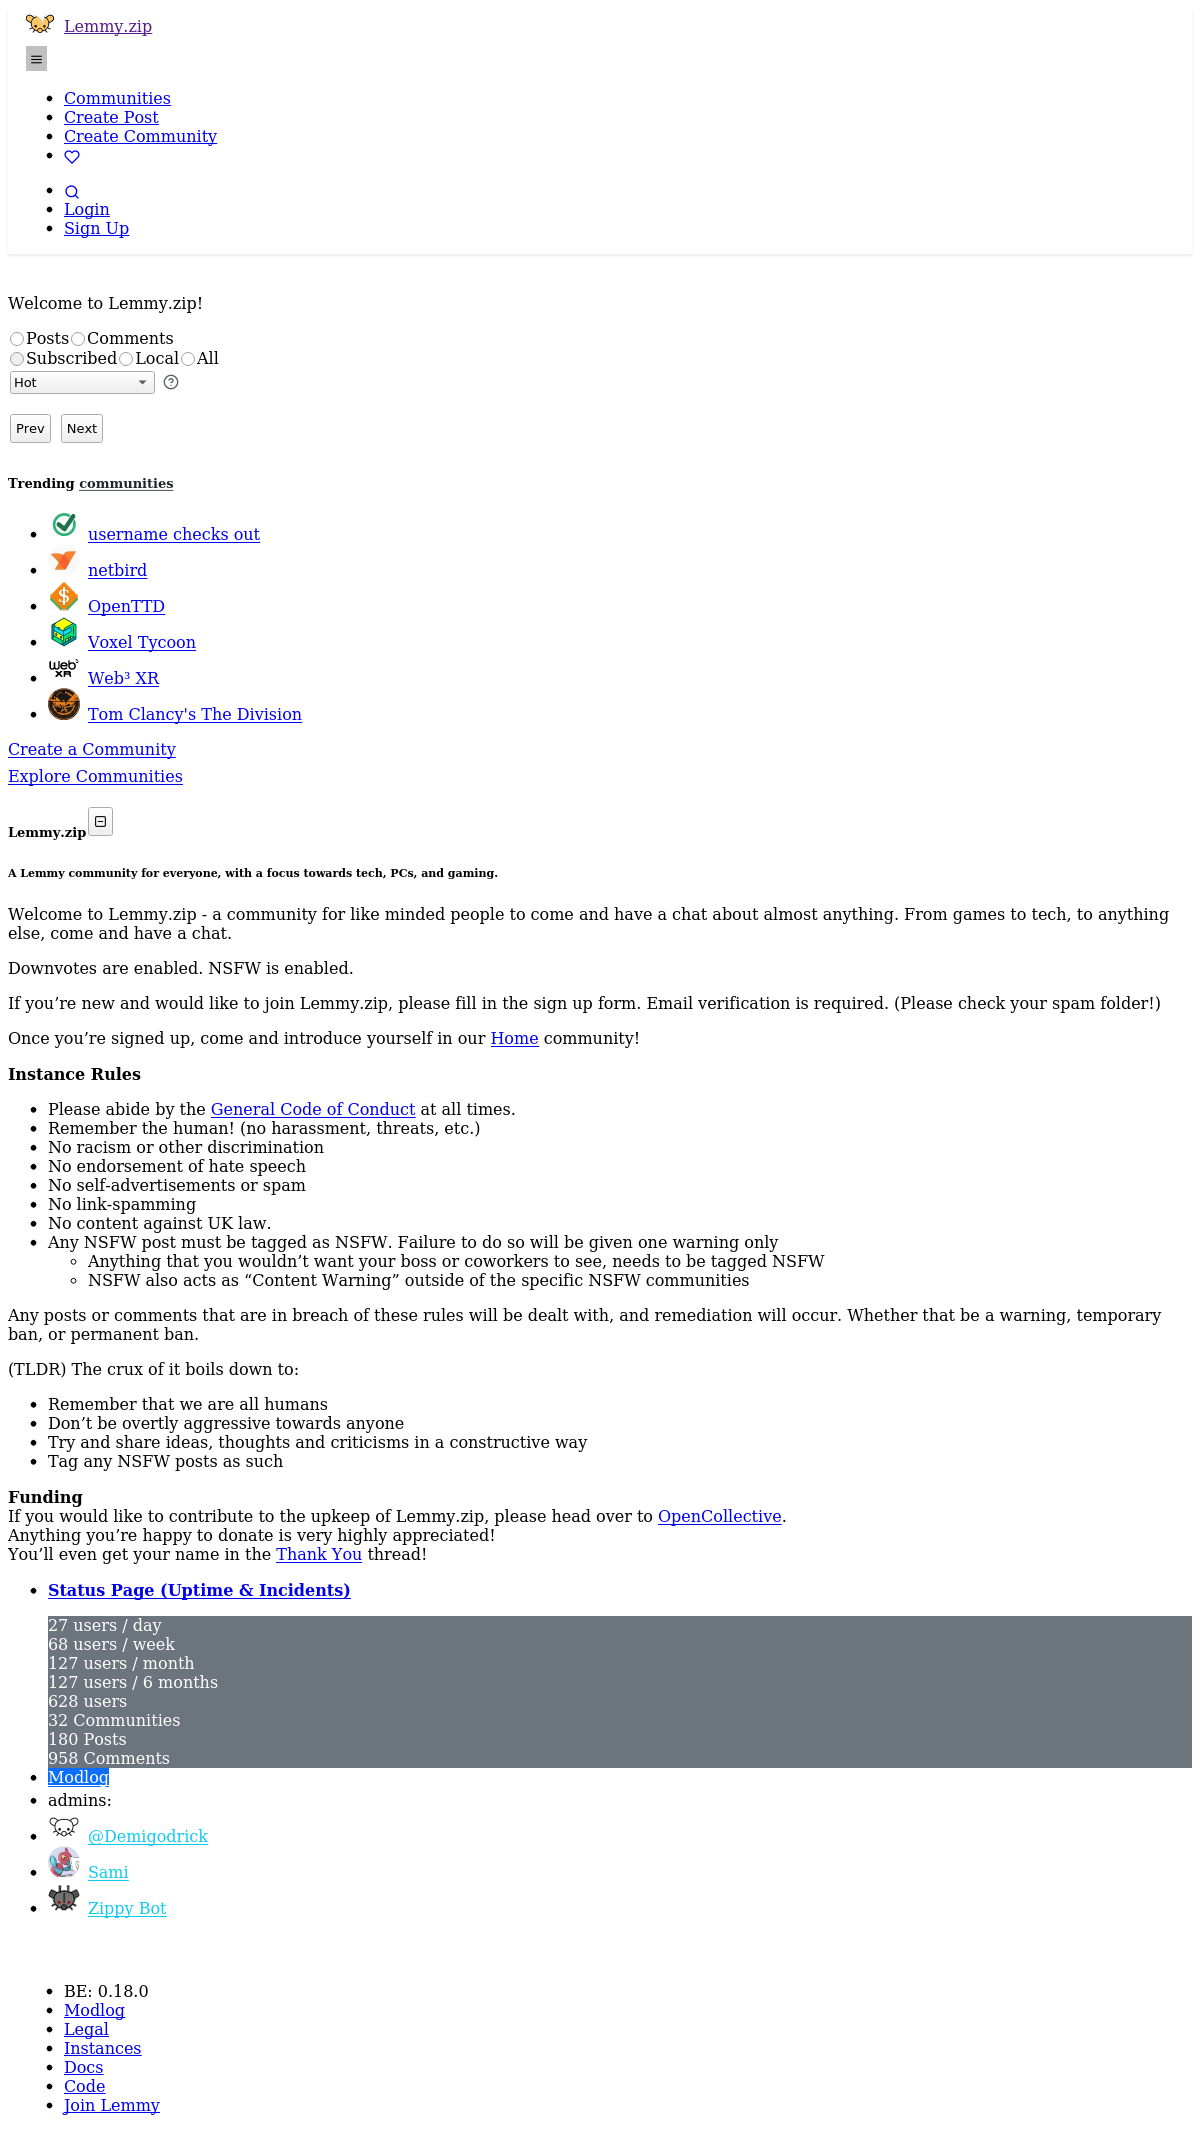 Lemmy.zip
Communities
Create Post
Create Community
Login
Sign Up
Welcome to Lemmy.zip!
Posts Comments
Subscribed Local All
Hot
Prev Next
Trending communities
username checks out
netbird
OpenTTD
Voxel Tycoon
Web³ XR
Tom Clancy's The Division
Create a Community
Explore Communities
Lemmy.zip
A Lemmy community for everyone, with a focus towards tech, PCs, and gaming.
Welcome to Lemmy.zip - a community for like minded people to come and have a chat about almost anything. From games to tech, to anything
else, come and have a chat.
Downvotes are enabled. NSFW is enabled.
If you’re new and would like to join Lemmy.zip, please fill in the sign up form. Email verification is required. (Please check your spam folder!)
Once you’re signed up, come and introduce yourself in our Home community!
Instance Rules
Please abide by the General Code of Conduct at all times.
Remember the human! (no harassment, threats, etc.)
No racism or other discrimination
No endorsement of hate speech
No self-advertisements or spam
No link-spamming
No content against UK law.
Any NSFW post must be tagged as NSFW. Failure to do so will be given one warning only
Anything that you wouldn’t want your boss or coworkers to see, needs to be tagged NSFW
NSFW also acts as “Content Warning” outside of the specific NSFW communities
Any posts or comments that are in breach of these rules will be dealt with, and remediation will occur. Whether that be a warning, temporary
ban, or permanent ban.
(TLDR) The crux of it boils down to:
Remember that we are all humans
Don’t be overtly aggressive towards anyone
Try and share ideas, thoughts and criticisms in a constructive way
Tag any NSFW posts as such
Funding
If you would like to contribute to the upkeep of Lemmy.zip, please head over to OpenCollective.
Anything you’re happy to donate is very highly appreciated!
You’ll even get your name in the Thank You thread!
Status Page (Uptime & Incidents)
27 users / day
68 users / week
127 users / month
127 users / 6 months
628 users
32 Communities
180 Posts
958 Comments
Modlog
admins:
@Demigodrick
Sami
Zippy Bot
BE: 0.18.0
Modlog
Legal
Instances
Docs
Code
Join Lemmy